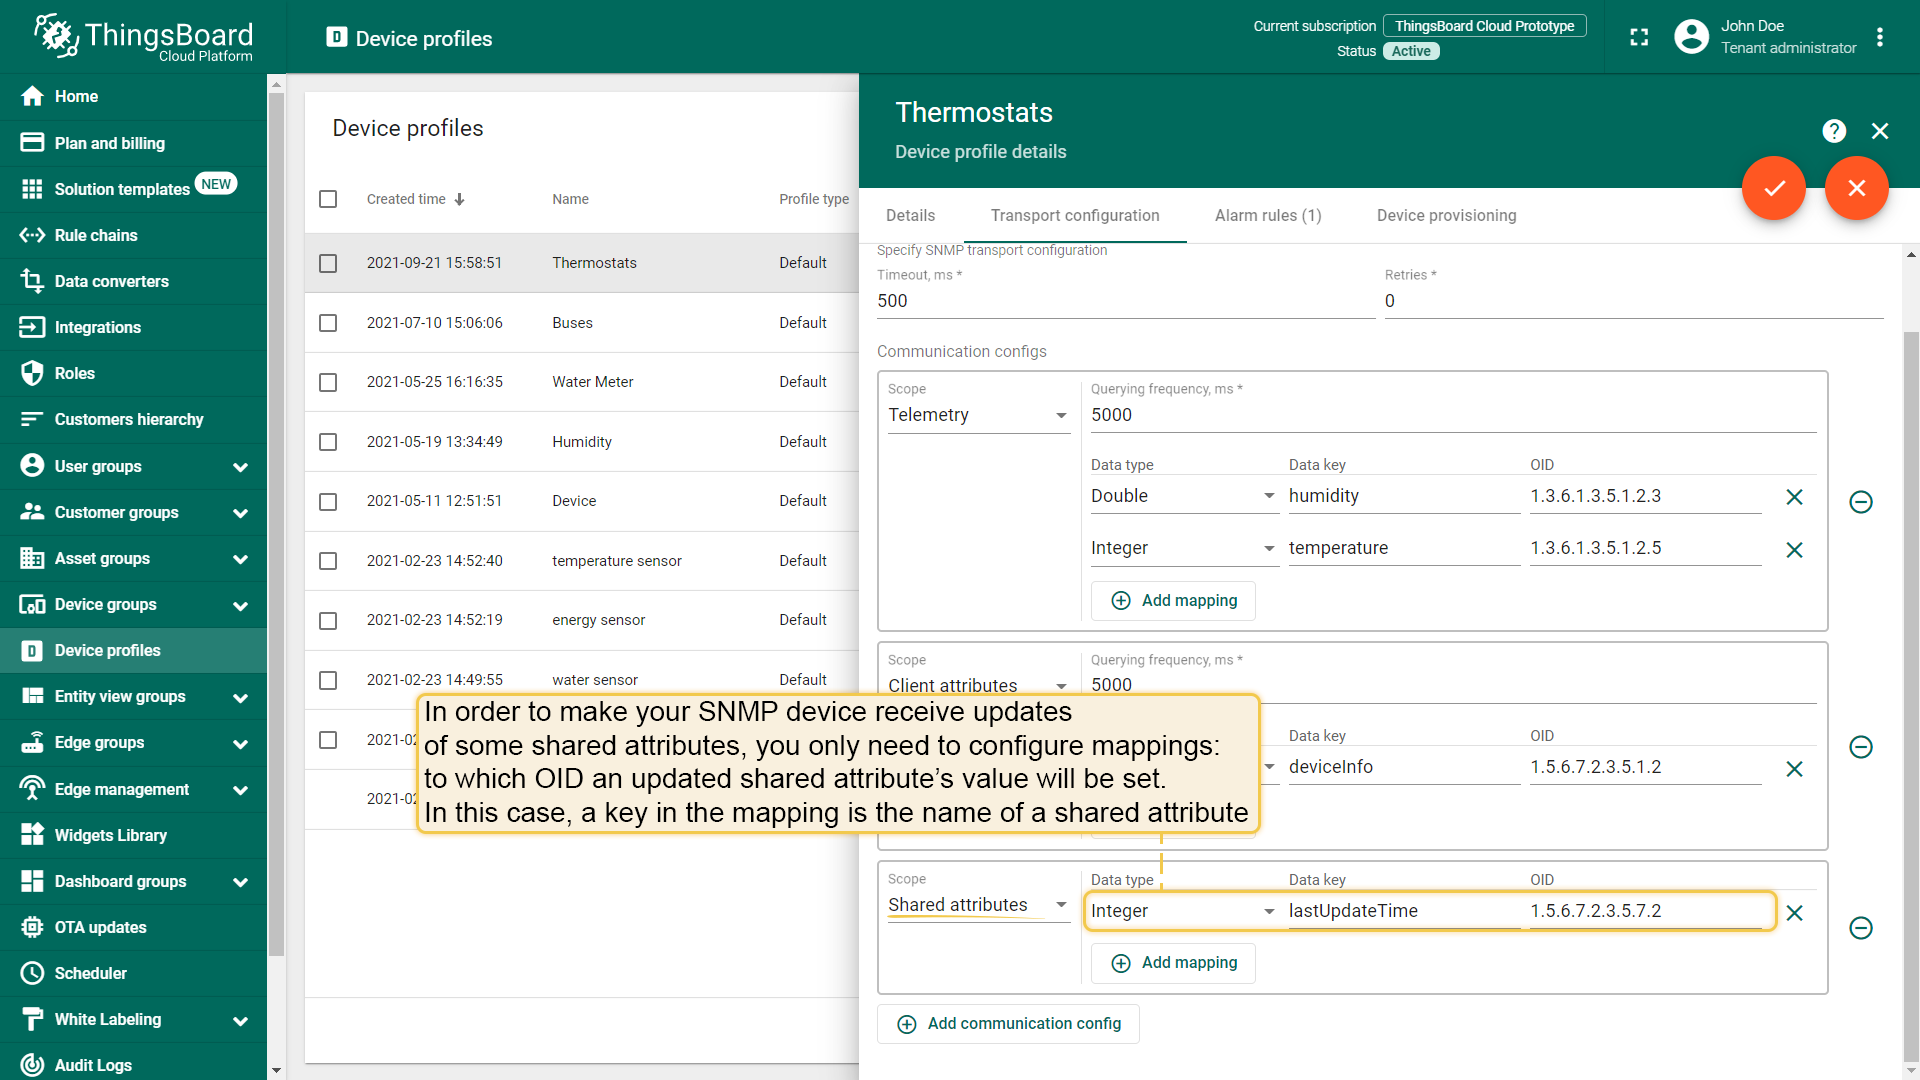 ThingsBoard
Cloud Platform
Device profiles
Current subscription ThingsBoard Cloud Prototype
Status Active
John Doe
Tenant administrator
Home
Plan and billing
Solution templates NEW
Rule chains
Data converters
Integrations
Roles
Customers hierarchy
User groups
Customer groups
Asset groups
Device groups
Device profiles
Entity view groups
Edge groups
Edge management
Widgets Library
Dashboard groups
OTA updates
Scheduler
White Labeling
Audit Logs
Device profiles
Created time Name Profile type
2021-09-21 15:58:51 Thermostats Default
2021-07-10 15:06:06 Buses Default
2021-05-25 16:16:35 Water Meter Default
2021-05-19 13:34:49 Humidity Default
2021-05-11 12:51:51 Device Default
2021-02-23 14:52:40 temperature sensor Default
2021-02-23 14:52:19 energy sensor Default
2021-02-23 14:49:55 water sensor Default
2021-02
2021-02
Thermostats
Device profile details
?
Details Transport configuration Alarm rules (1) Device provisioning
Specify SNMP transport configuration
Timeout, ms * Retries *
500 0
Communication configs
Scope Querying frequency, ms *
Telemetry 5000
Data type Data key OID
Double humidity 1.3.6.1.3.5.1.2.3
Integer temperature 1.3.6.1.3.5.1.2.5
Add mapping
Scope Querying frequency, ms *
Client attributes 5000
Data key OID
deviceInfo 1.5.6.7.2.3.5.1.2
In order to make your SNMP device receive updates
of some shared attributes, you only need to configure mappings:
to which OID an updated shared attribute’s value will be set.
In this case, a key in the mapping is the name of a shared attribute
Scope Data type Data key OID
Shared attributes Integer lastUpdateTime 1.5.6.7.2.3.5.7.2
Add mapping
Add communication config